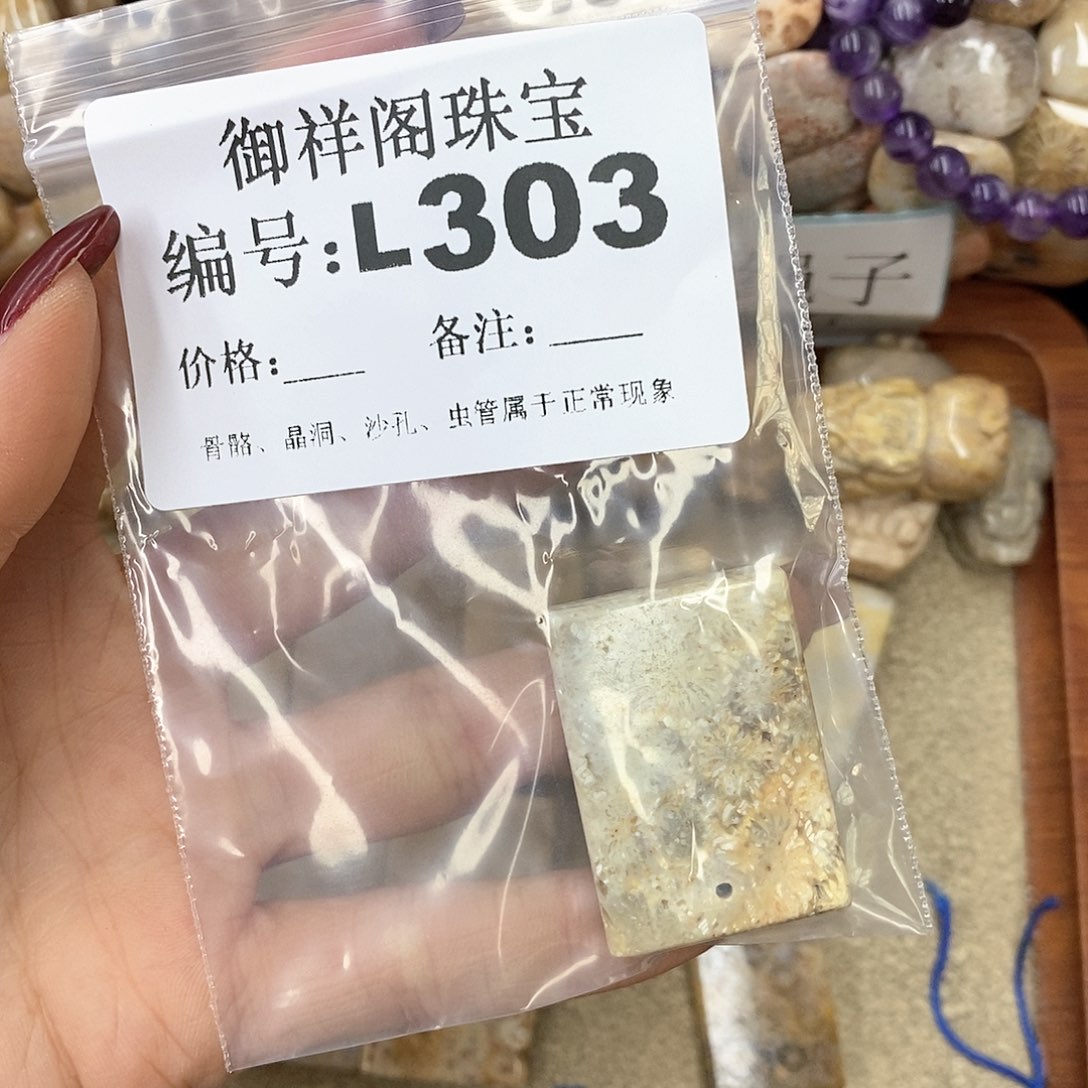 御祥阁珠宝
编号:L303
价格:____ 备注:_____
骨骼、晶洞、沙孔、虫管属于正常现象
子